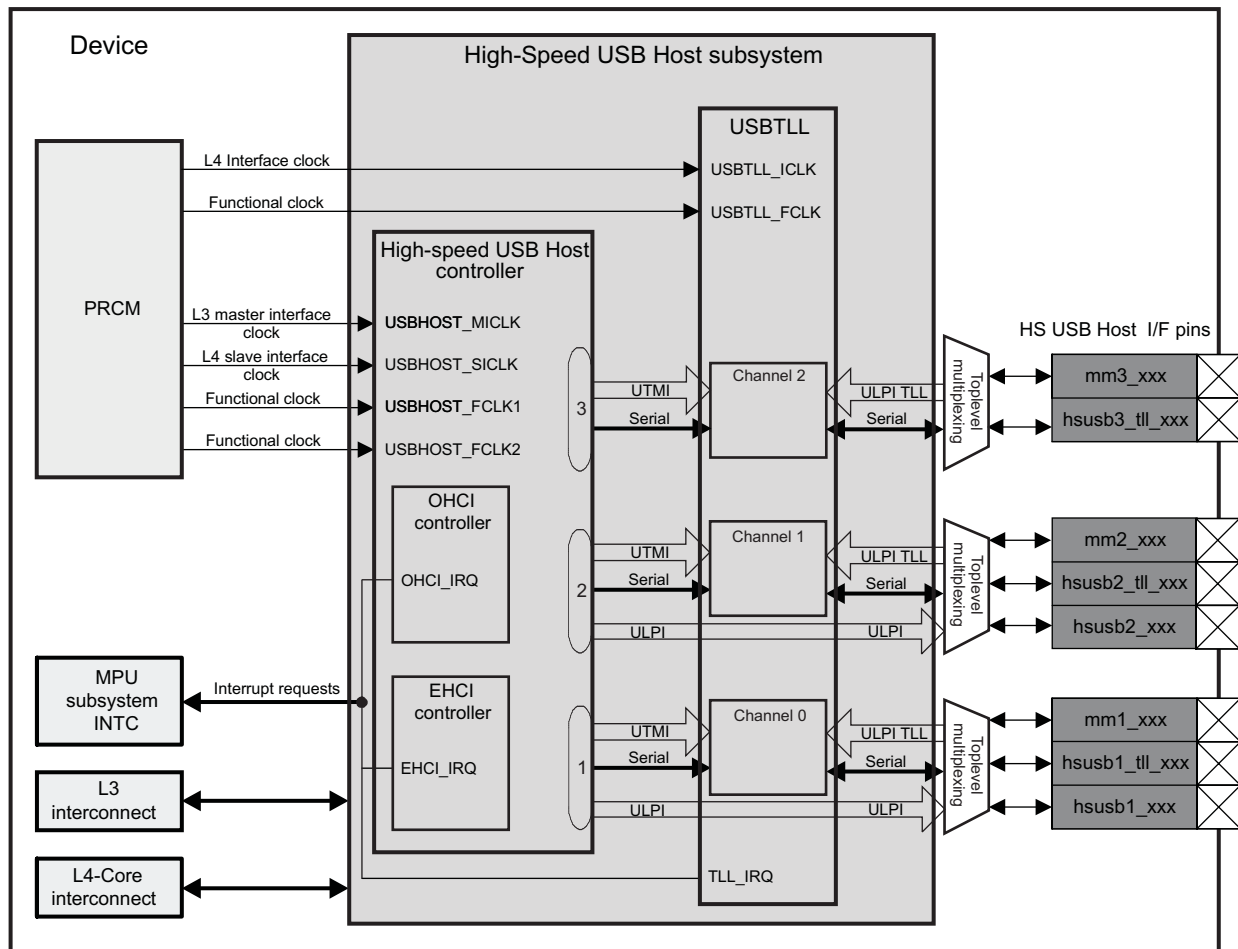 Device
High-Speed USB Host subsystem
USBTLL
L4 Interface clock
USBTLL_ICLK
Functional clock
USBTLL_FCLK
PRCM
High-speed USB Host
controller
L3 master interface
clock
USBHOST_MICLK
L4 slave interface
clock
USBHOST_SICLK
Functional clock
USBHOST_FCLK1
Functional clock
USBHOST_FCLK2
HS USB Host I/F pins
3
UTMI
Serial
Channel 2
ULPI TLL
Serial
Toplevel
multiplexing
mm3_xxx
hsusb3_tll_xxx
OHCI
controller
OHCI_IRQ
2
UTMI
Serial
ULPI
Channel 1
ULPI TLL
Serial
ULPI
Toplevel
multiplexing
mm2_xxx
hsusb2_tll_xxx
hsusb2_xxx
MPU
subsystem
INTC
Interrupt requests
EHCI
controller
EHCI_IRQ
1
UTMI
Serial
ULPI
Channel 0
ULPI TLL
Serial
ULPI
Toplevel
multiplexing
mm1_xxx
hsusb1_tll_xxx
hsusb1_xxx
L3
interconnect
L4-Core
interconnect
TLL_IRQ